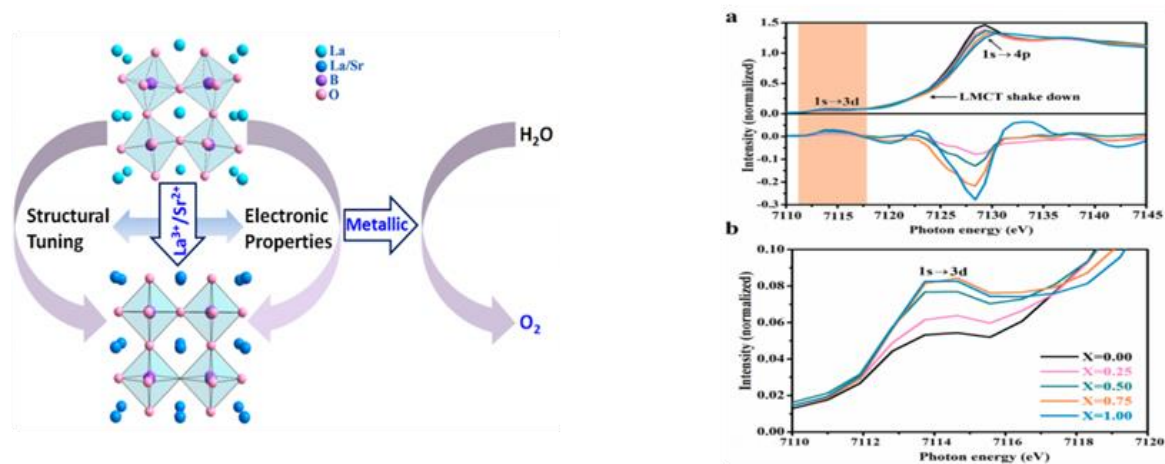 La
La/Sr
B
O
H₂O
Structural
Tuning
La³⁺/Sr²⁺
Electronic
Properties
Metallic
O₂
a
1.5
1.0
0.5
0.0
0.0
-0.1
-0.2
-0.3
Intensity (normalized)
1s→4p
1s→3d
LMCT shake down
7110 7115 7120 7125 7130 7135 7140 7145
Photon energy (eV)
b
0.10
0.08
0.06
0.04
0.02
0.00
Intensity (normalized)
1s→3d
X=0.00
X=0.25
X=0.50
X=0.75
X=1.00
7110 7112 7114 7116 7118 7120
Photon energy (eV)